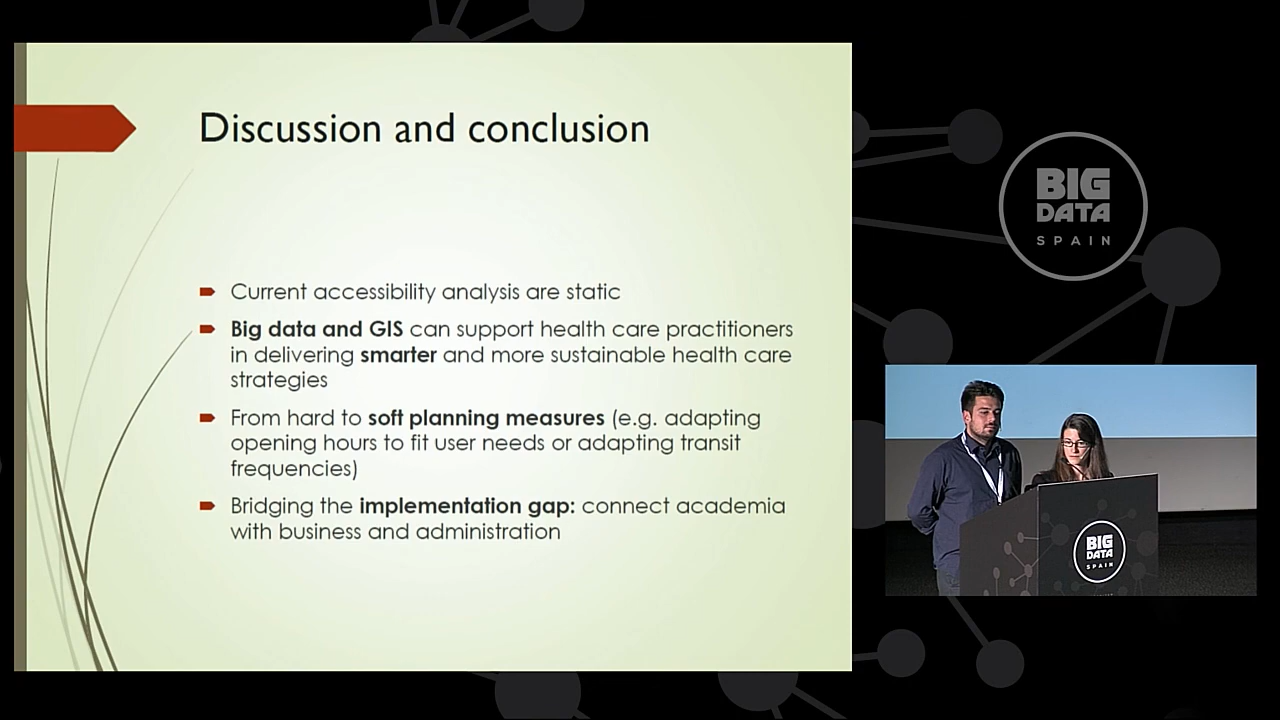 Discussion and conclusion
Current accessibility analysis are static
Big data and GIS can support health care practitioners
in delivering smarter and more sustainable health care
strategies
From hard to soft planning measures (e.g. adapting
opening hours to fit user needs or adapting transit
frequencies)
Bridging the implementation gap: connect academia
with business and administration
BIG
DATA
SPAIN
BIG
DATA
SPAIN